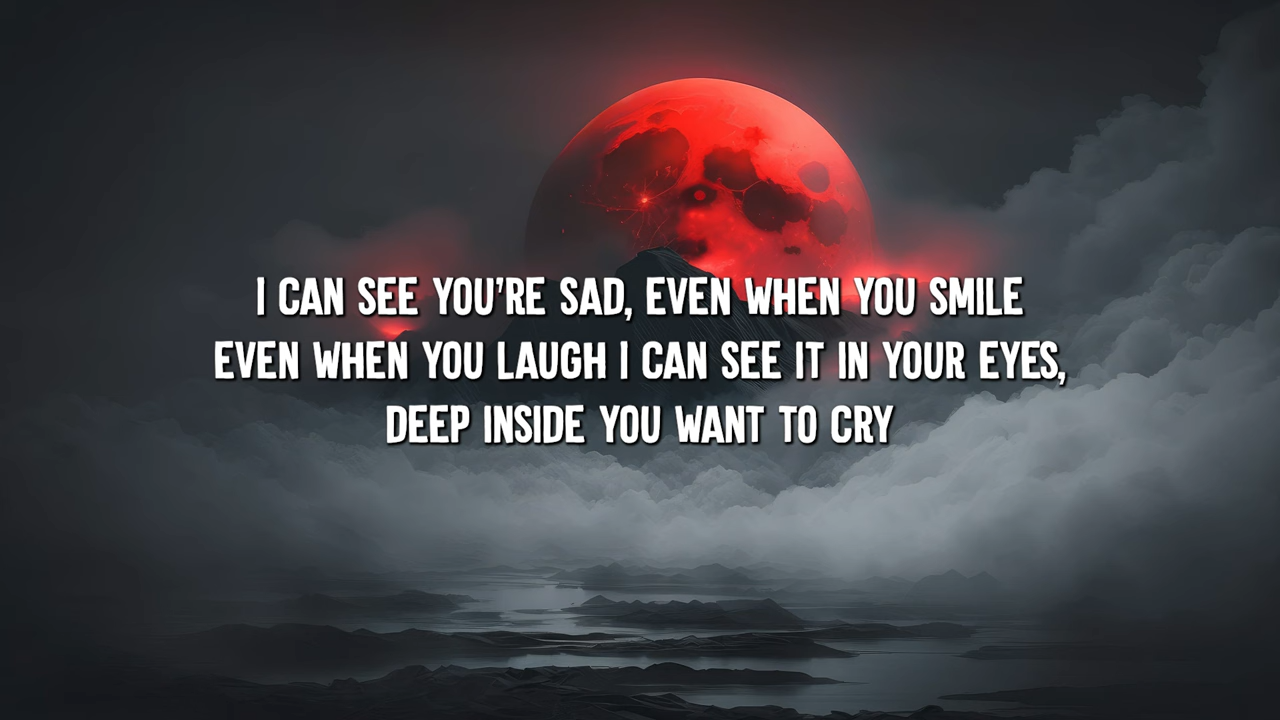 I CAN SEE YOU'RE SAD, EVEN WHEN YOU SMILE
EVEN WHEN YOU LAUGH I CAN SEE IT IN YOUR EYES,
DEEP INSIDE YOU WANT TO CRY